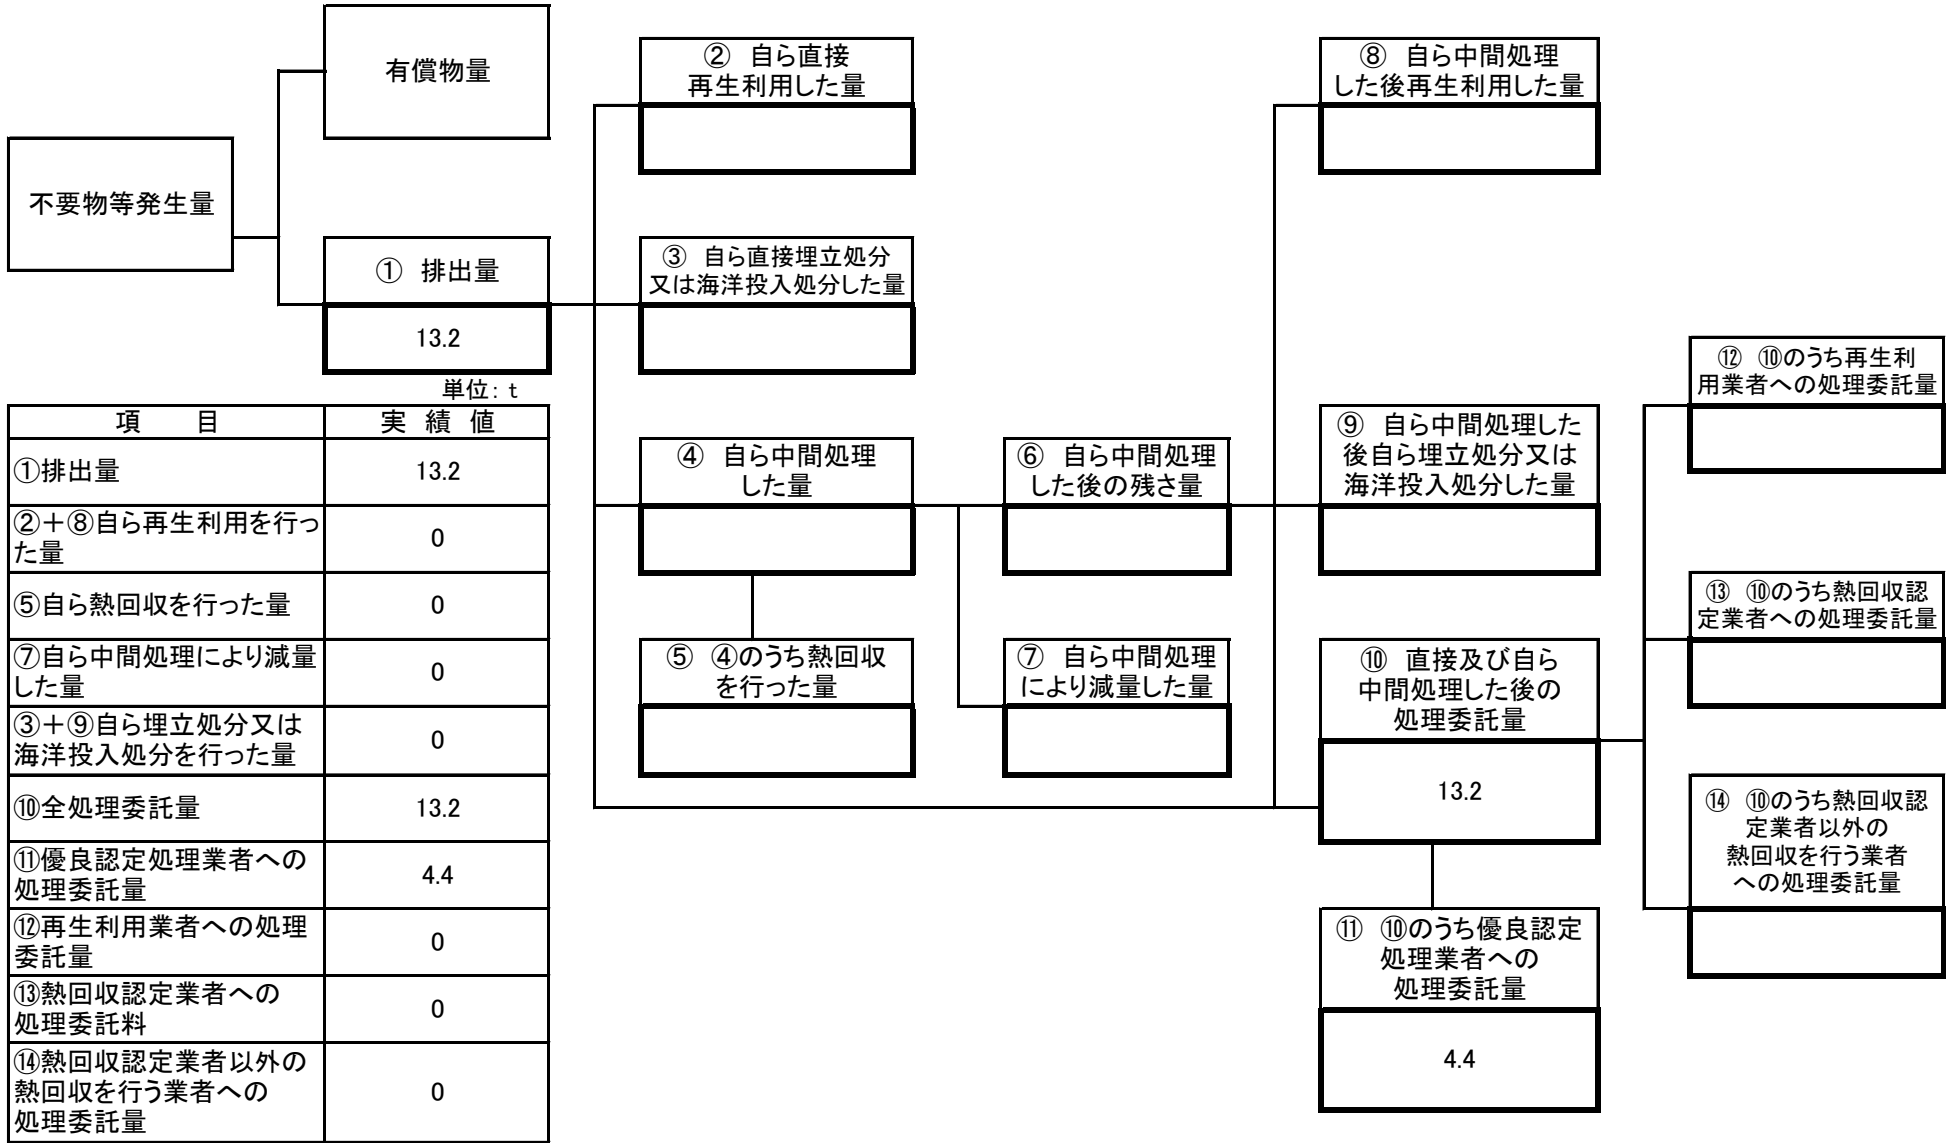 有償物量
不要物等発生量
① 排出量
13.2
② 自ら直接
再生利用した量
③ 自ら直接埋立処分
又は海洋投入処分した量
④ 自ら中間処理
した量
⑤ ④のうち熱回収
を行った量
⑥ 自ら中間処理
した後の残さ量
⑦ 自ら中間処理
により減量した量
⑧ 自ら中間処理
した後再生利用した量
⑨ 自ら中間処理した
後自ら埋立処分又は
海洋投入処分した量
⑩ 直接及び自ら
中間処理した後の
処理委託量
13.2
⑪ ⑩のうち優良認定
処理業者への
処理委託量
4.4
⑫ ⑩のうち再生利
用業者への処理委託量
⑬ ⑩のうち熱回収認
定業者への処理委託量
⑭ ⑩のうち熱回収認
定業者以外の
熱回収を行う業者
への処理委託量
単位：t
項 目 実 績 値
①排出量 13.2
②＋⑧自ら再生利用を行っ
た量 0
⑤自ら熱回収を行った量 0
⑦自ら中間処理により減量
した量 0
③＋⑨自ら埋立処分又は
海洋投入処分を行った量 0
⑩全処理委託量 13.2
⑪優良認定処理業者への
処理委託量 4.4
⑫再生利用業者への処理
委託量 0
⑬熱回収認定業者への
処理委託料 0
⑭熱回収認定業者以外の
熱回収を行う業者への
処理委託量 0